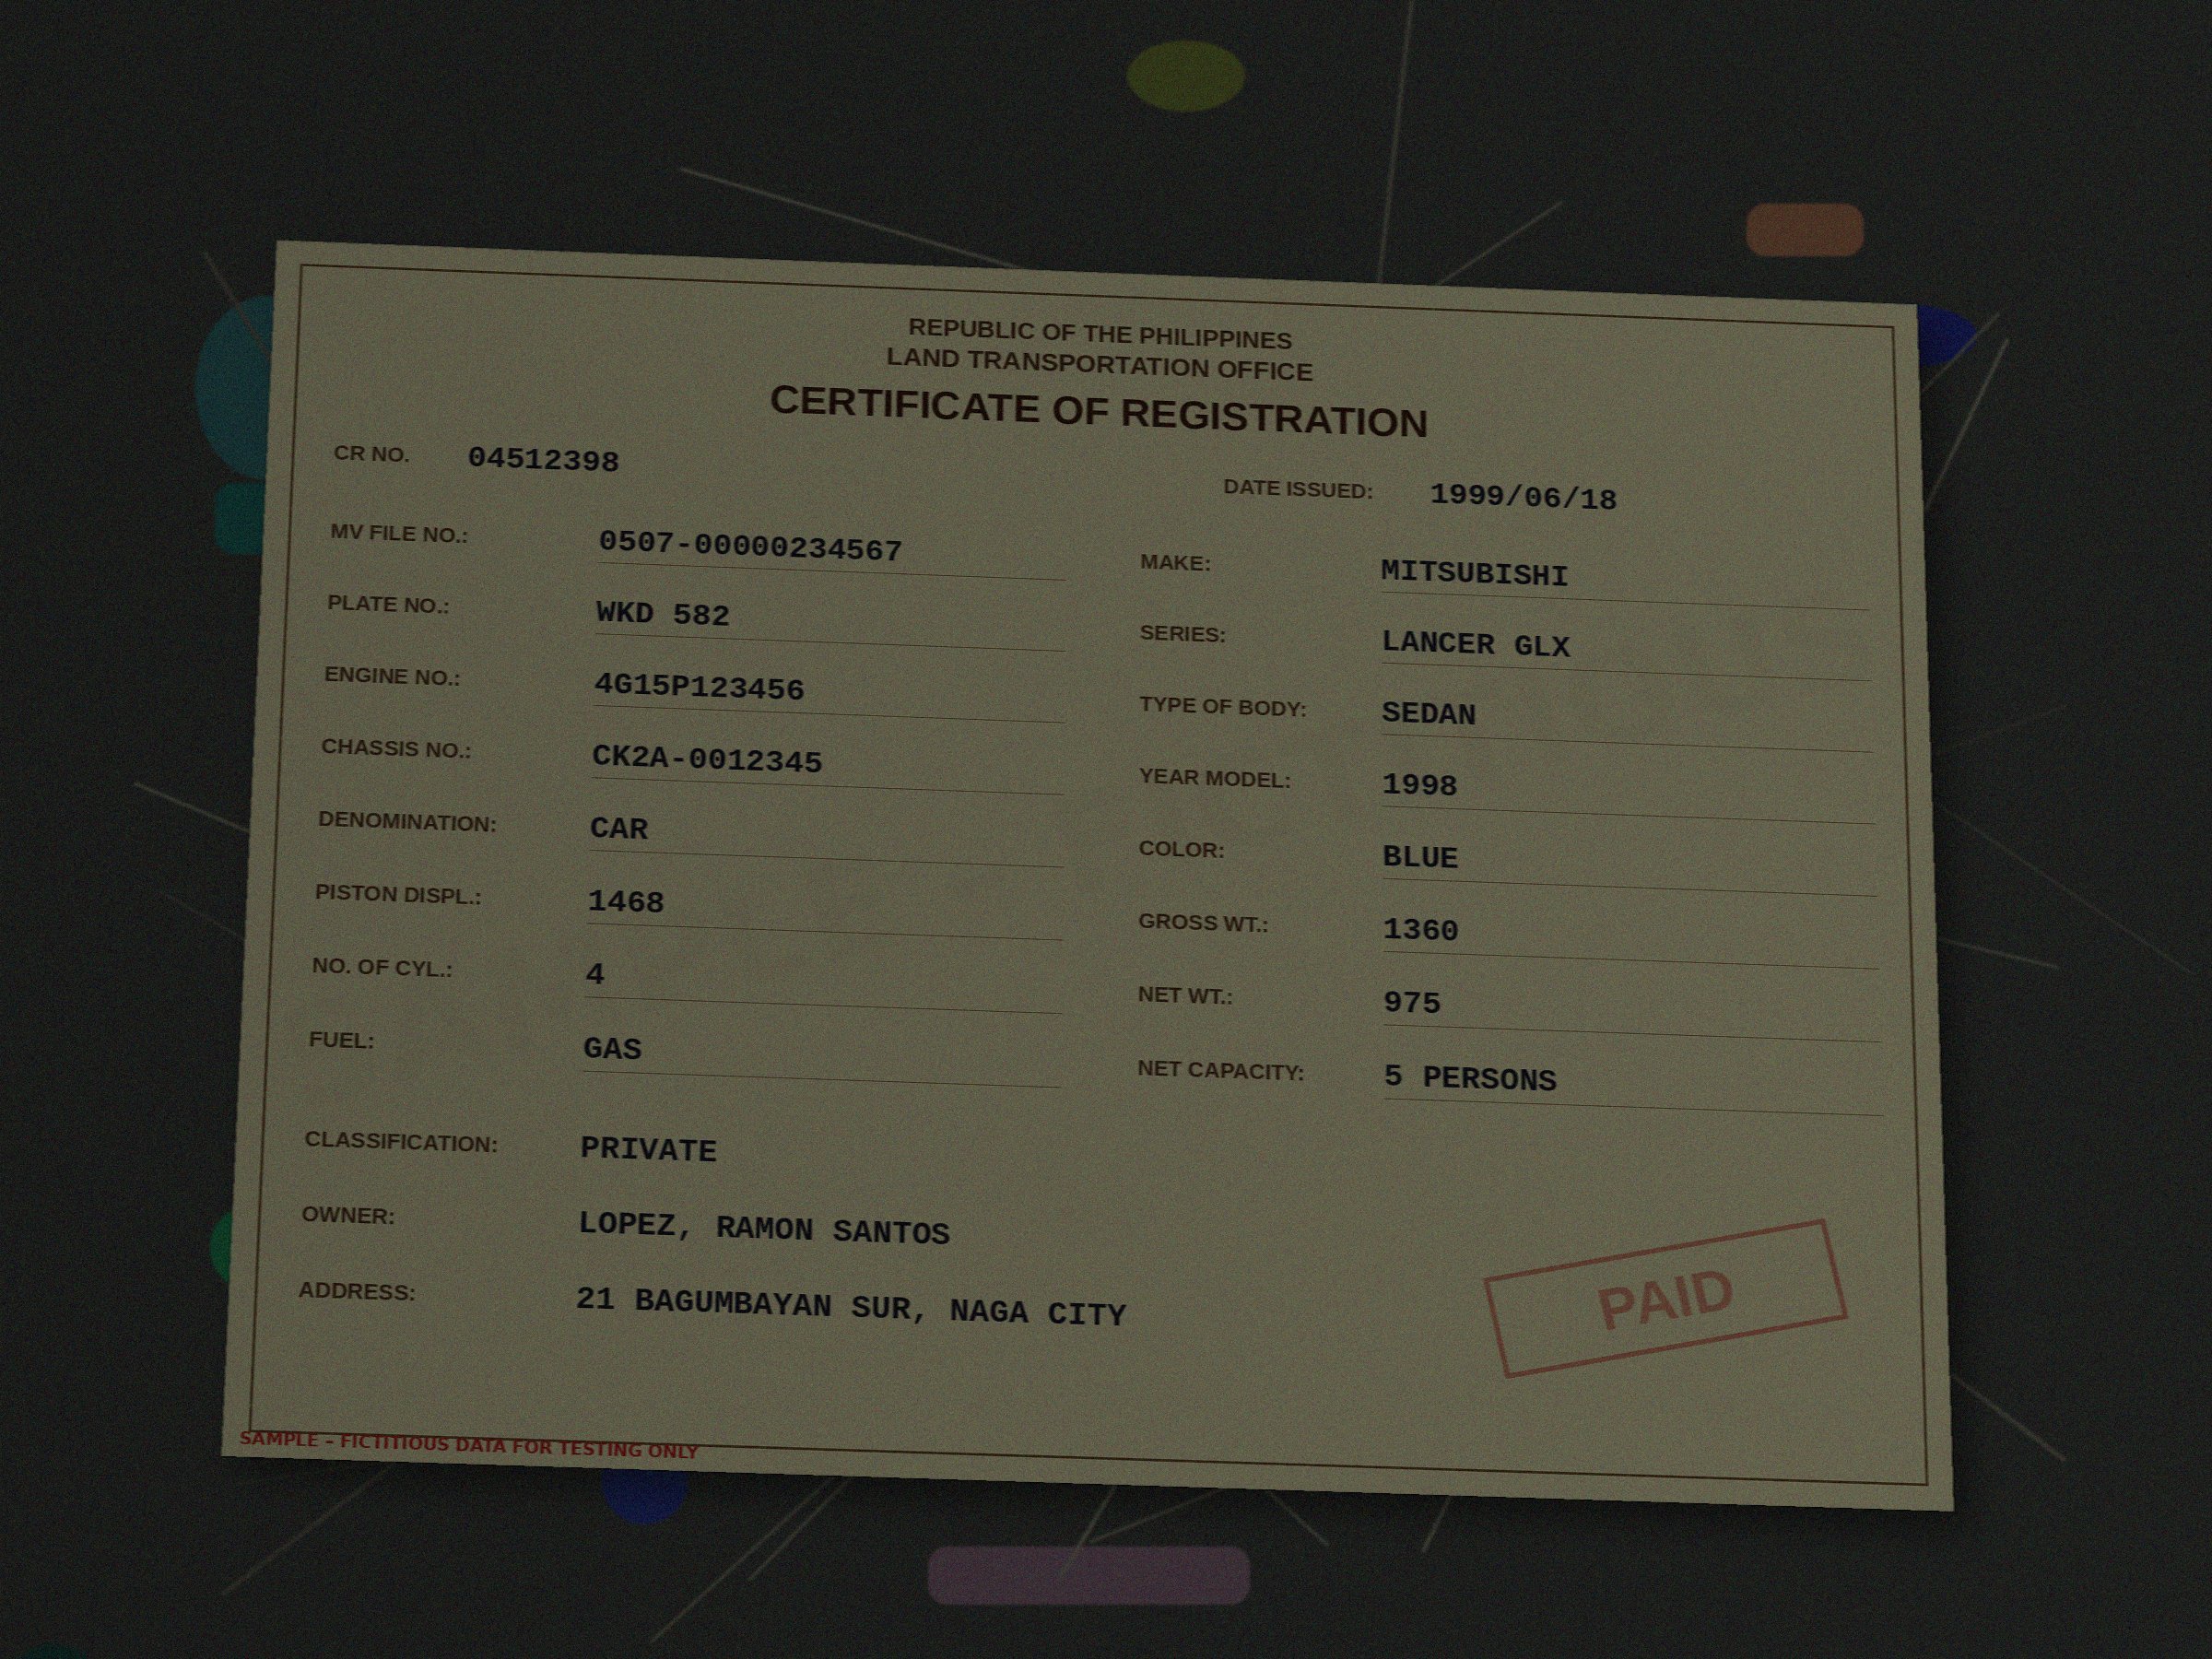 REPUBLIC OF THE PHILIPPINES
LAND TRANSPORTATION OFFICE
CERTIFICATE OF REGISTRATION
CR NO. 04512398
DATE ISSUED: 1999/06/18
MV FILE NO.: 0507-00000234567
MAKE: MITSUBISHI
PLATE NO.: WKD 582
SERIES: LANCER GLX
ENGINE NO.: 4G15P123456
TYPE OF BODY: SEDAN
CHASSIS NO.: CK2A-0012345
YEAR MODEL: 1998
DENOMINATION: CAR
COLOR: BLUE
PISTON DISPL.: 1468
GROSS WT.: 1360
NO. OF CYL.: 4
NET WT.: 975
FUEL: GAS
NET CAPACITY: 5 PERSONS
CLASSIFICATION: PRIVATE
OWNER: LOPEZ, RAMON SANTOS
ADDRESS: 21 BAGUMBAYAN SUR, NAGA CITY
PAID
SAMPLE – FICTITIOUS DATA FOR TESTING ONLY